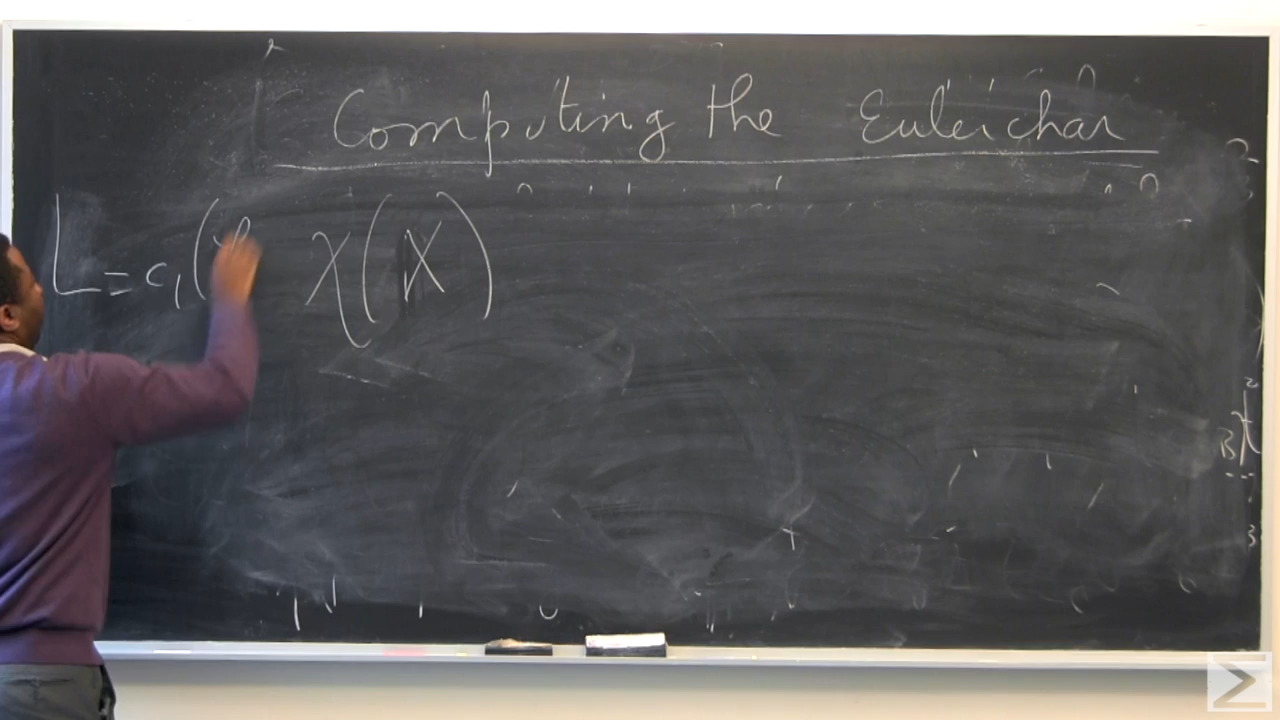 Computing the Euler char
L = c₁( χ(X)